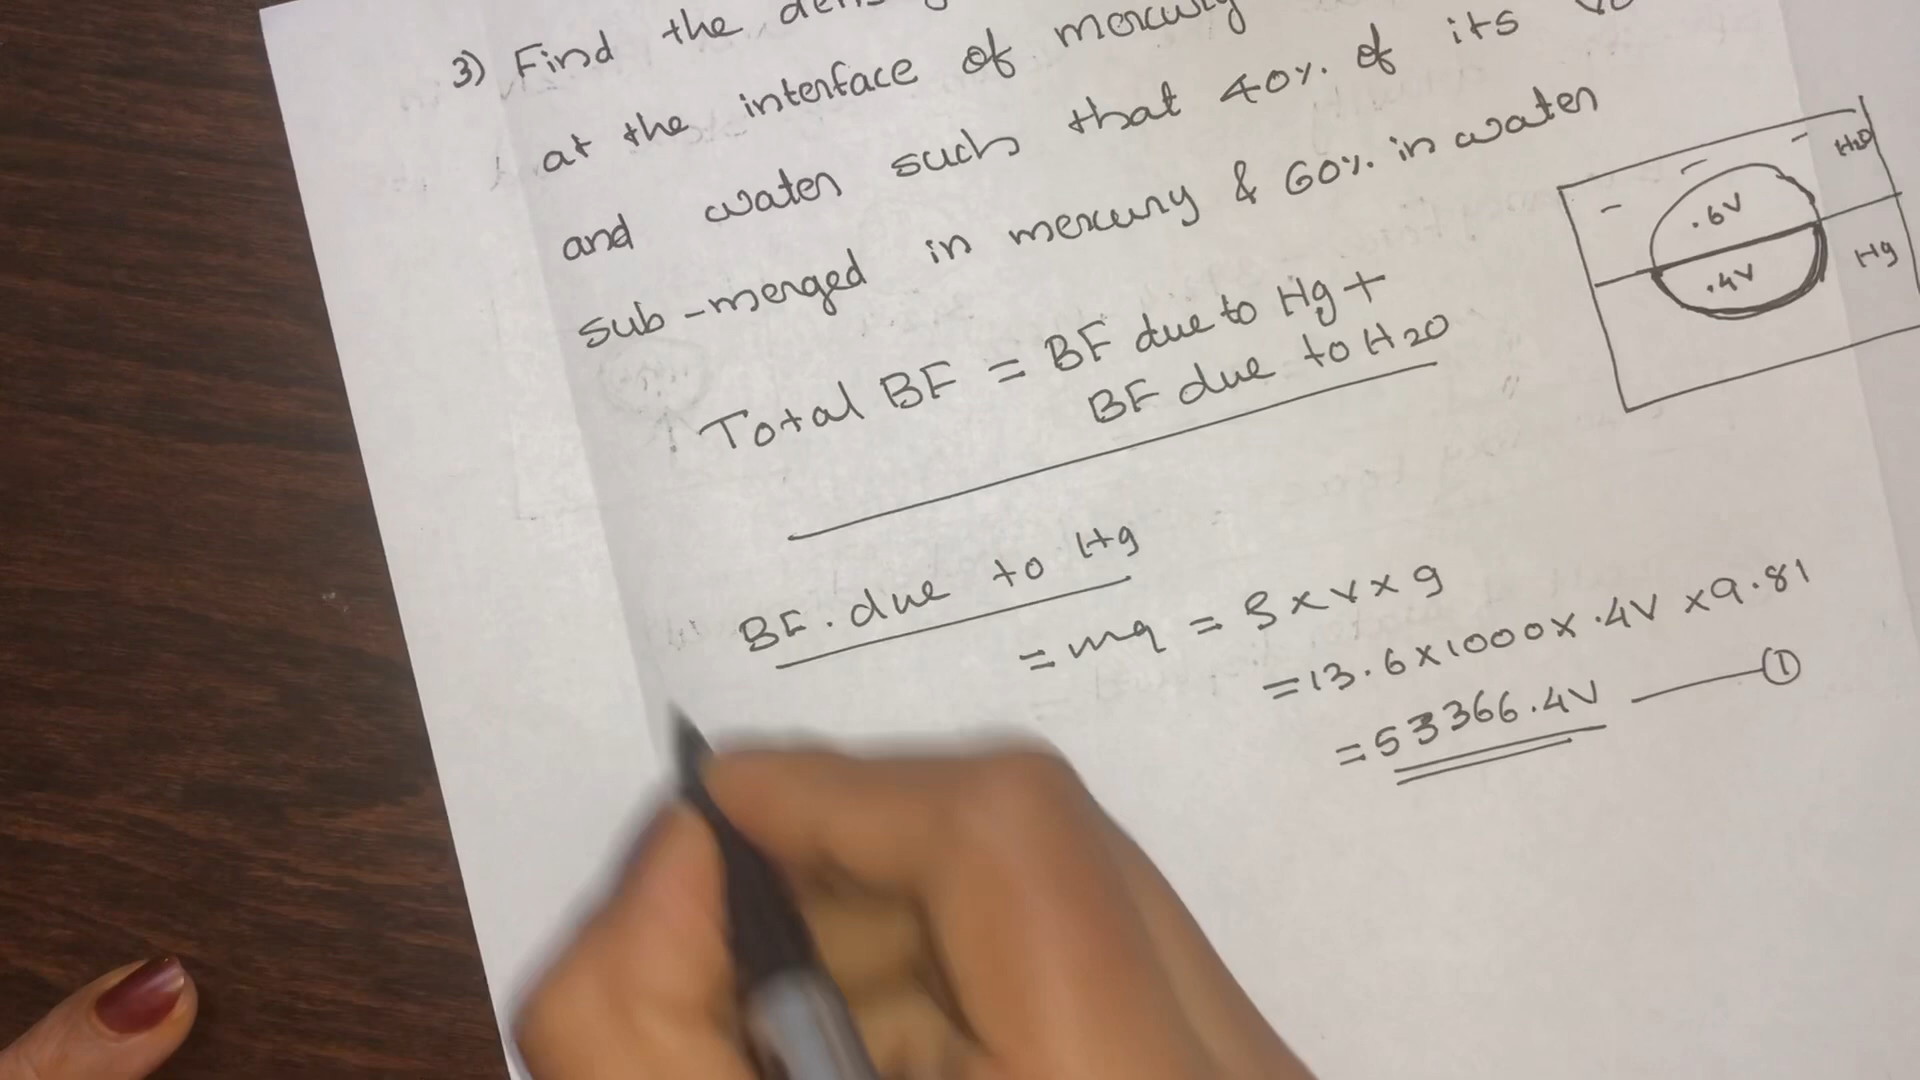 3) Find the
at the interface of mercury
and water such that 40%. of its
sub-merged in mercury & 60%. in water
Total BF = BF due to Hg +
BF due to H2O
H2O
.6V
.4V
Hg
BF. due to Hg
= mg = S x V x g
= 13.6 x 1000 x .4V x 9.81
= 53366.4V ①